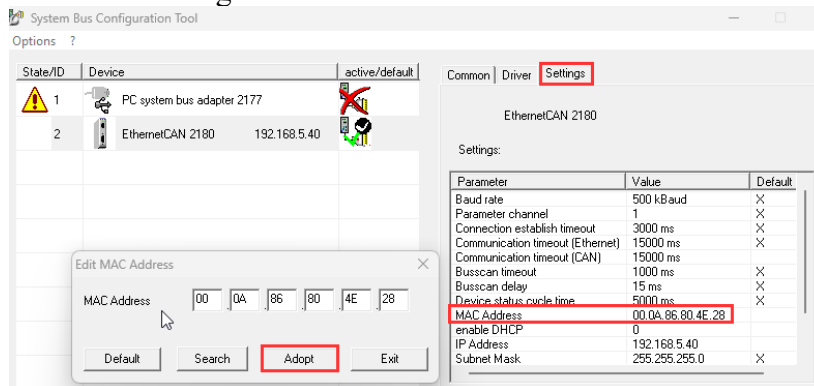 System Bus Configuration Tool
Options ?
State/ID Device active/default
1 PC system bus adapter 2177
2 EthernetCAN 2180 192.168.5.40
Common Driver Settings
EthernetCAN 2180
Settings:
Parameter Value Default
Baud rate 500 kBaud X
Parameter channel 1 X
Connection establish timeout 3000 ms X
Communication timeout (Ethernet) 15000 ms X
Communication timeout (CAN) 15000 ms
Busscan timeout 1000 ms X
Busscan delay 15 ms X
Device status cycle time 5000 ms X
MAC Address 00.0A.86.80.4E.28
enable DHCP 0
IP Address 192.168.5.40
Subnet Mask 255.255.255.0 X
Edit MAC Address
MAC Address 00 . 0A . 86 . 80 . 4E . 28
Default Search Adopt Exit